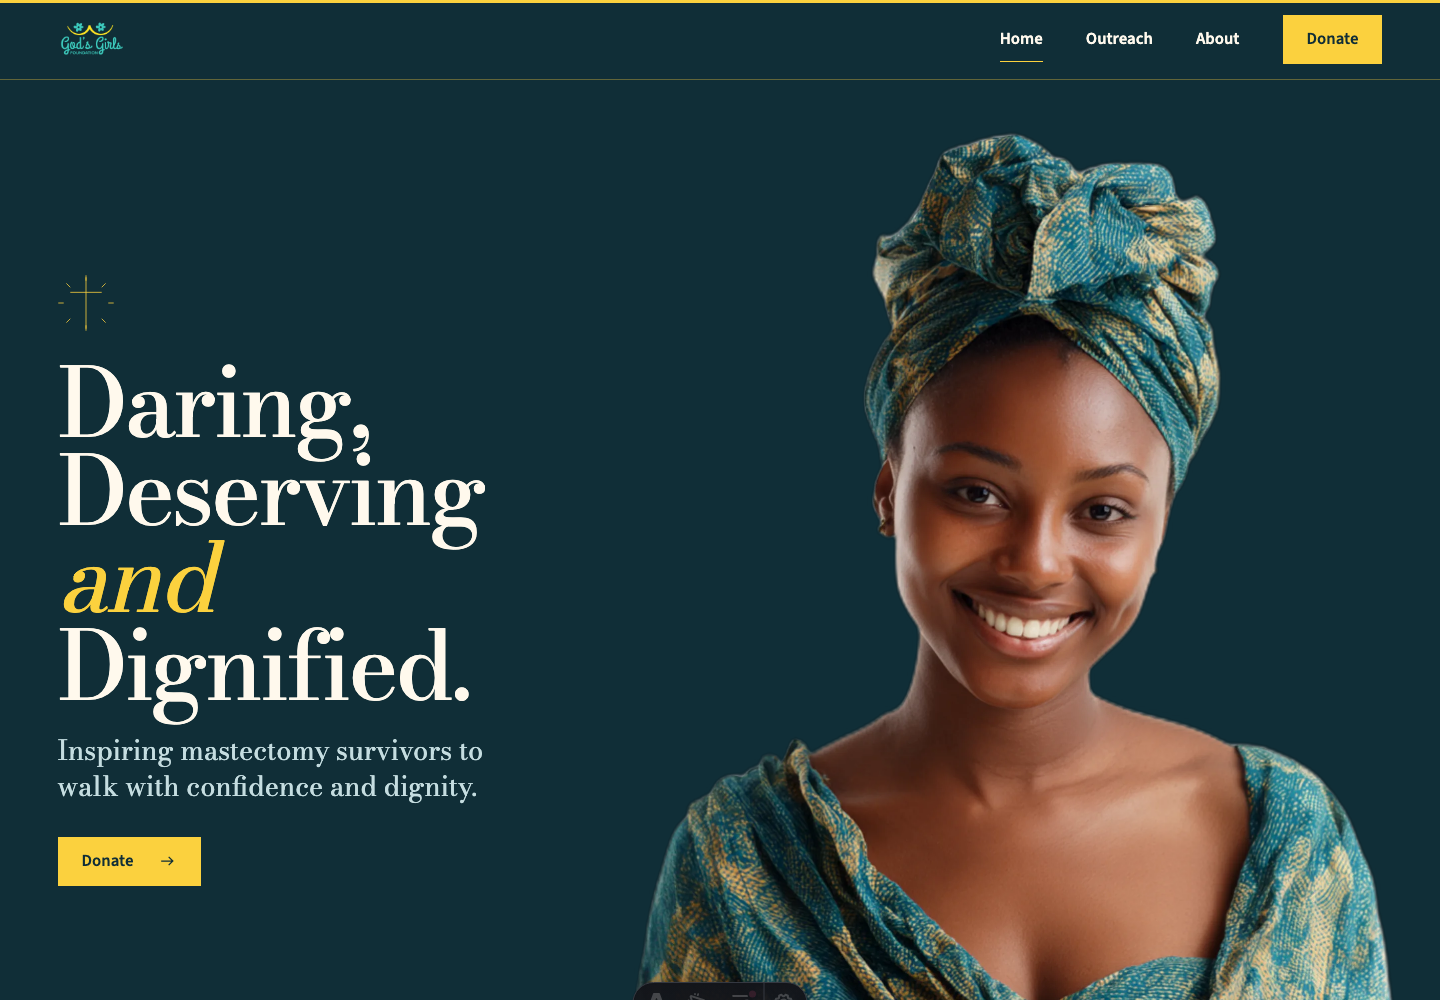 God's Girls
FOUNDATION
Home
Outreach
About
Donate
Daring,
Deserving
and
Dignified.
Inspiring mastectomy survivors to
walk with confidence and dignity.
Donate →